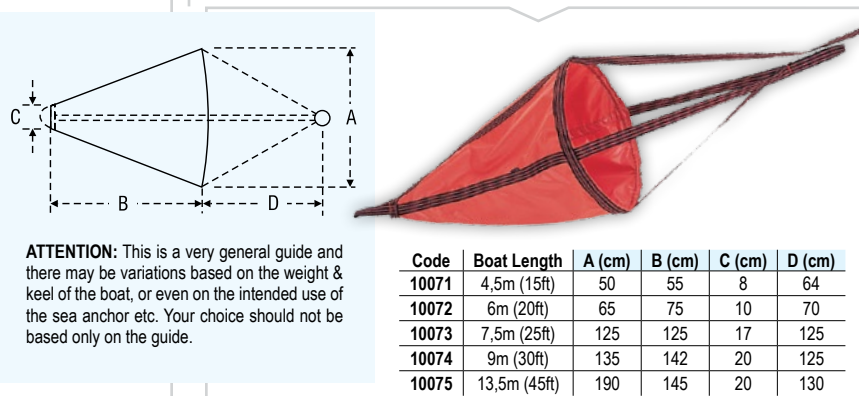 C
A
B
D
ATTENTION: This is a very general guide and
there may be variations based on the weight &
keel of the boat, or even on the intended use of
the sea anchor etc. Your choice should not be
based only on the guide.
Code Boat Length A (cm) B (cm) C (cm) D (cm)
10071 4,5m (15ft) 50 55 8 64
10072 6m (20ft) 65 75 10 70
10073 7,5m (25ft) 125 125 17 125
10074 9m (30ft) 135 142 20 125
10075 13,5m (45ft) 190 145 20 130